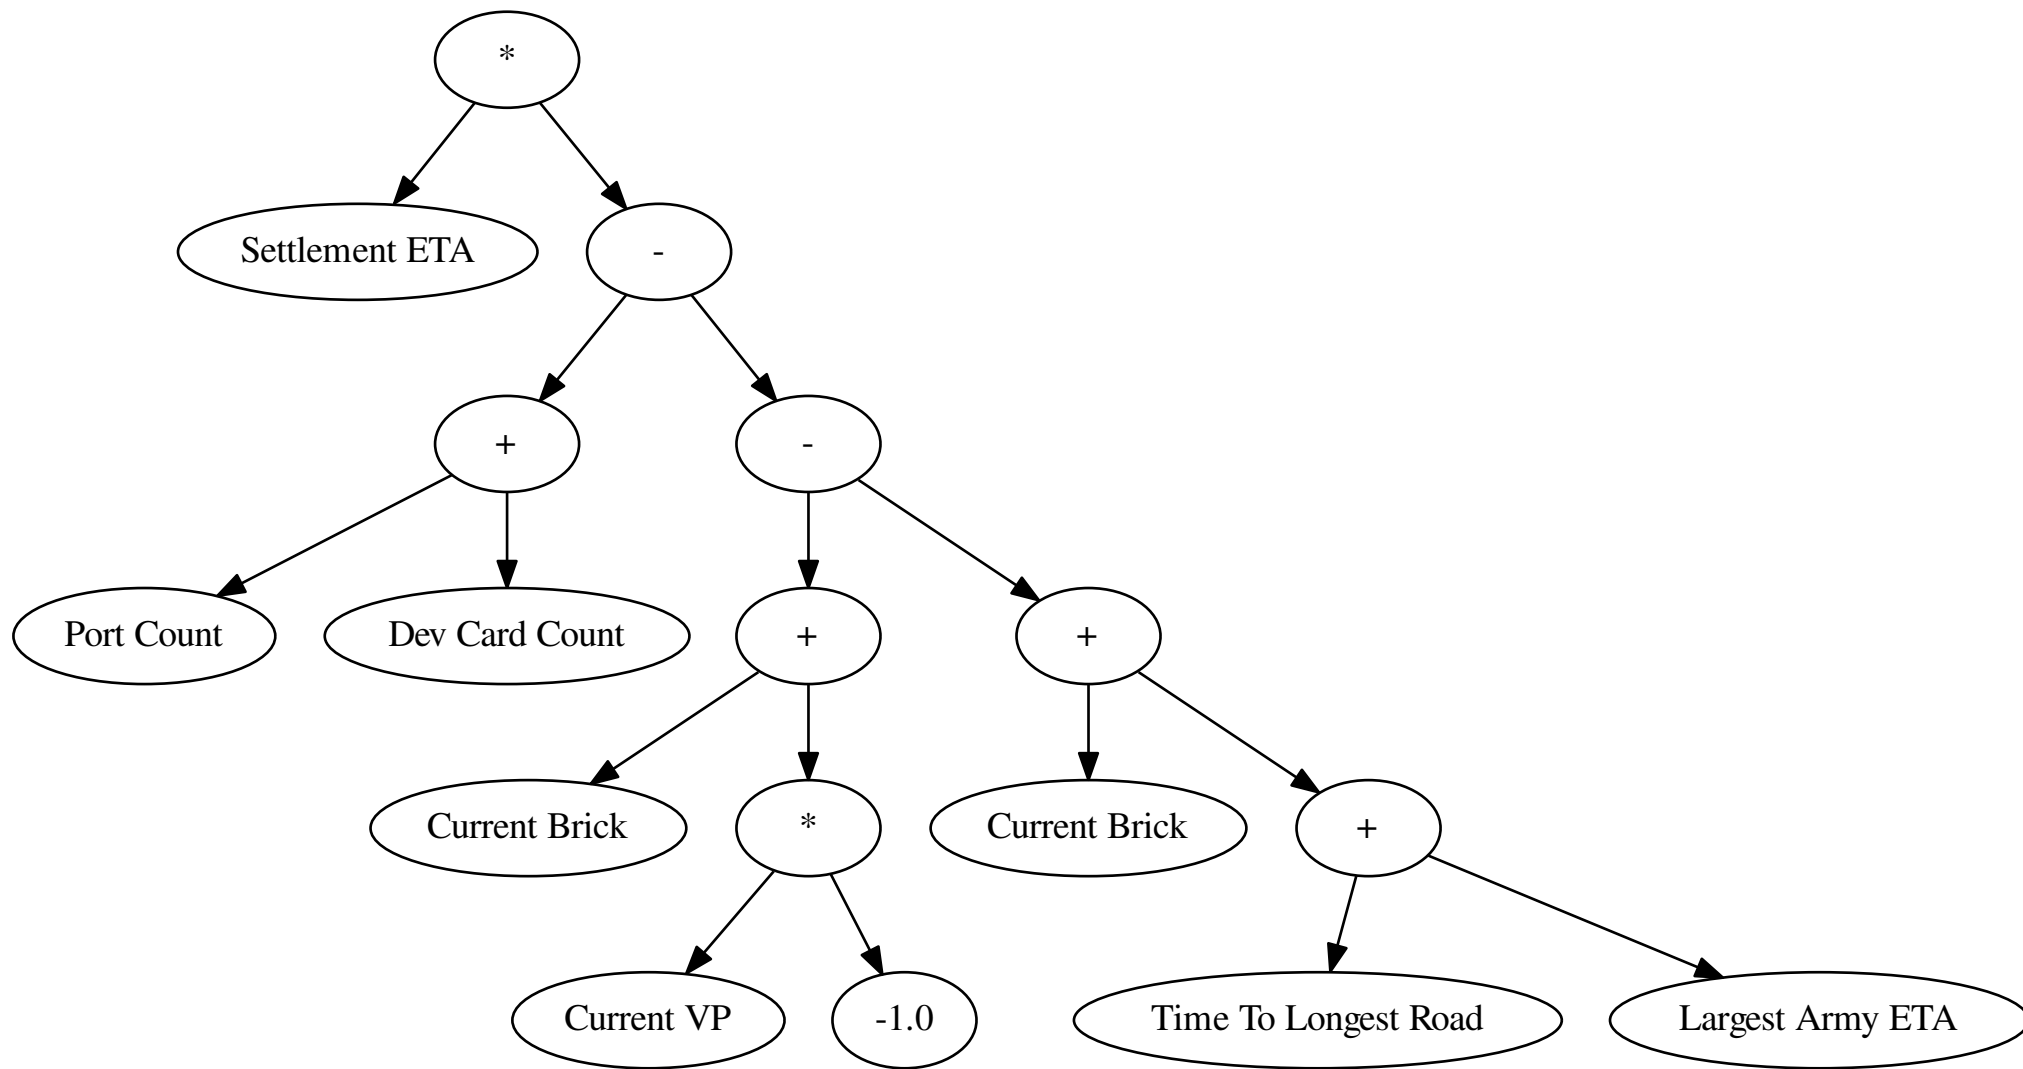 *
Settlement ETA
-
+
-
Port Count
Dev Card Count
+
+
Current Brick
*
Current Brick
+
Current VP
-1.0
Time To Longest Road
Largest Army ETA